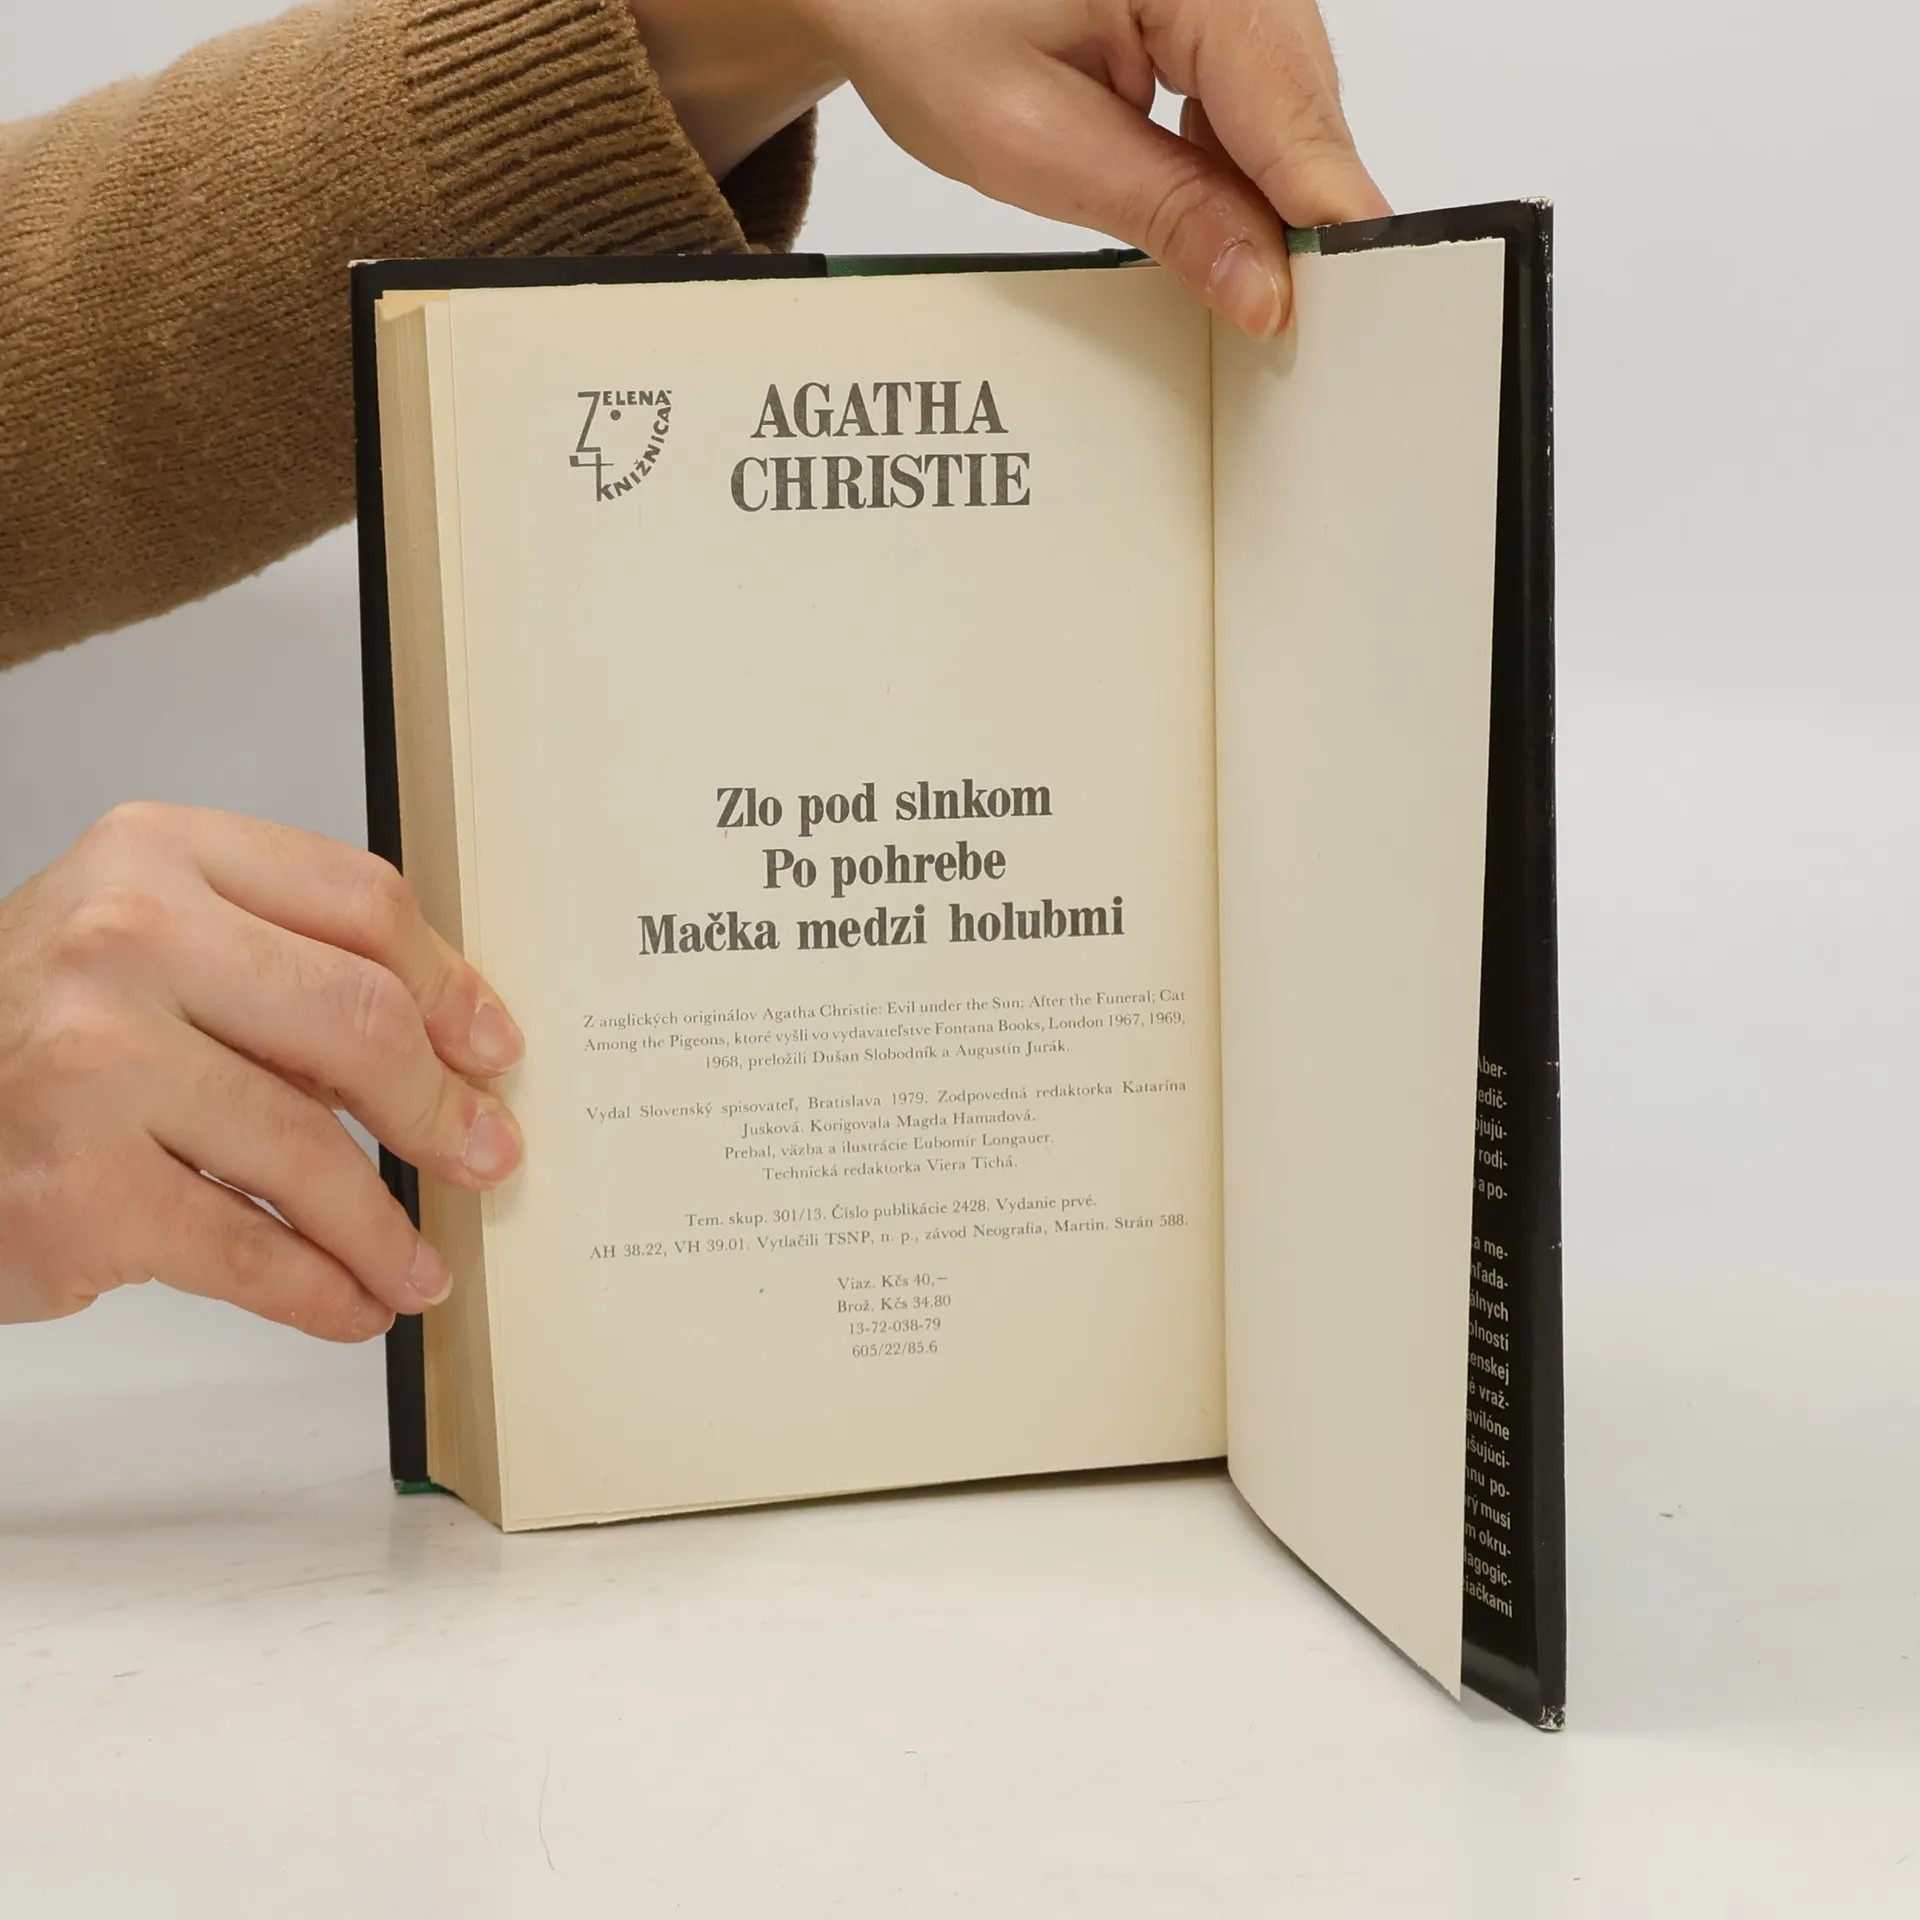 ZELENÁ
KNIŽNICA
AGATHA
CHRISTIE
Zlo pod slnkom
Po pohrebe
Mačka medzi holubmi
Z anglických originálov Agatha Christie: Evil under the Sun; After the Funeral; Cat
Among the Pigeons, ktoré vyšli vo vydavateľstve Fontana Books, London 1967, 1969,
1968, preložili Dušan Slobodník a Augustín Jurák.
Vydal Slovenský spisovateľ, Bratislava 1979. Zodpovedná redaktorka Katarína
Jusková. Korigovala Magda Hamadová.
Prebal, väzba a ilustrácie Ľubomír Longauer.
Technická redaktorka Viera Tichá.
Tem. skup. 301/13. Číslo publikácie 2428. Vydanie prvé.
AH 38.22, VH 39.01. Vytlačili TSNP, n. p., závod Neografia, Martin. Strán 588.
Viaz. Kčs 40,—
Brož. Kčs 34.80
13-72-038-79
605/22/85.6
rodi-
a po-
a me-
musí
okru-